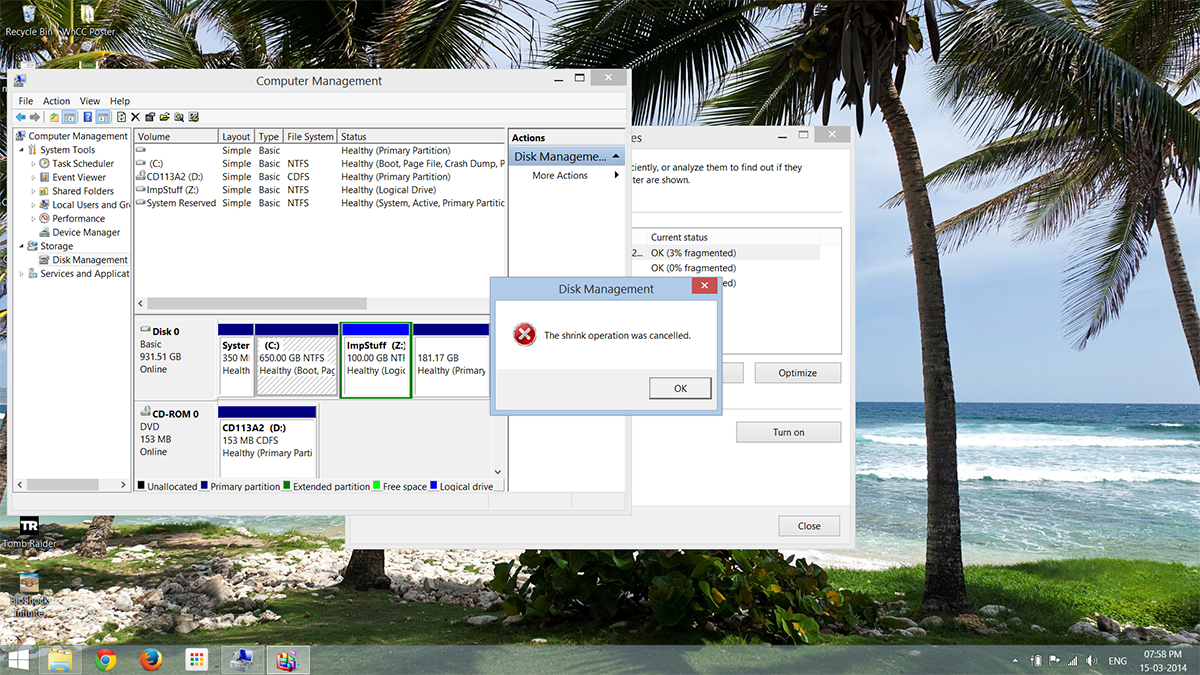 Recycle Bin
WnCC Poster
Computer Management
File Action View Help
Computer Management
System Tools
Task Scheduler
Event Viewer
Shared Folders
Local Users and Gr
Performance
Device Manager
Storage
Disk Management
Services and Applicat
Volume Layout Type File System Status
Simple Basic Healthy (Primary Partition)
(C:) Simple Basic NTFS Healthy (Boot, Page File, Crash Dump, P
CD113A2 (D:) Simple Basic CDFS Healthy (Primary Partition)
ImpStuff (Z:) Simple Basic NTFS Healthy (Logical Drive)
System Reserved Simple Basic NTFS Healthy (System, Active, Primary Partitic
Actions
Disk Manageme...
More Actions
Disk 0
Basic
931.51 GB
Online
Syster
350 M
Health
(C:)
650.00 GB NTFS
Healthy (Boot, Pag
ImpStuff (Z:)
100.00 GB NTF
Healthy (Logic
181.17 GB
Healthy (Primary
CD-ROM 0
DVD
153 MB
Online
CD113A2 (D:)
153 MB CDFS
Healthy (Primary Parti
Unallocated Primary partition Extended partition Free space Logical drive
es
ciently, or analyze them to find out if they
ter are shown.
Current status
2... OK (3% fragmented)
OK (0% fragmented)
ed)
Optimize
Turn on
Close
Disk Management
The shrink operation was cancelled.
OK
TR
Tomb Raider
BioShock
Infinite
ENG
07:58 PM
15-03-2014